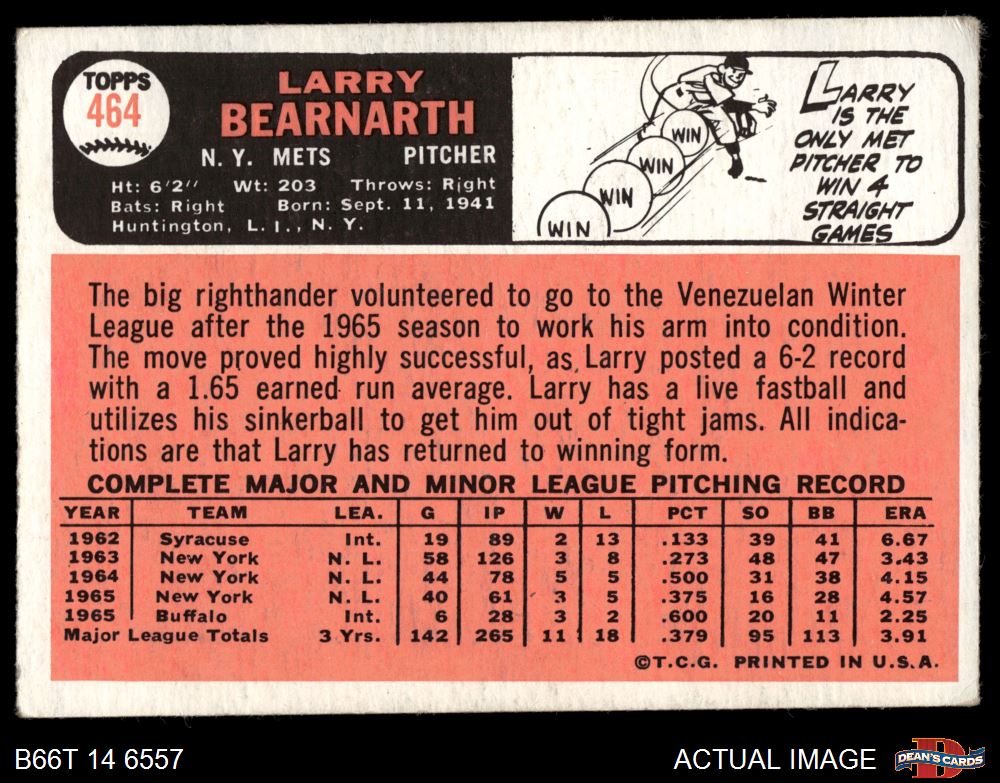 TOPPS
464
LARRY
BEARNARTH
N. Y. METS PITCHER
Ht: 6'2" Wt: 203 Throws: Right
Bats: Right Born: Sept. 11, 1941
Huntington, L. I., N. Y.
WIN
WIN
WIN
WIN
LARRY
IS THE
ONLY MET
PITCHER TO
WIN 4
STRAIGHT
GAMES
The big righthander volunteered to go to the Venezuelan Winter
League after the 1965 season to work his arm into condition.
The move proved highly successful, as Larry posted a 6-2 record
with a 1.65 earned run average. Larry has a live fastball and
utilizes his sinkerball to get him out of tight jams. All indica-
tions are that Larry has returned to winning form.
COMPLETE MAJOR AND MINOR LEAGUE PITCHING RECORD
YEAR TEAM LEA. G IP W L PCT SO BB ERA
1962 Syracuse Int. 19 89 2 13 .133 39 41 6.67
1963 New York N. L. 58 126 3 8 .273 48 47 3.43
1964 New York N. L. 44 78 5 5 .500 31 38 4.15
1965 New York N. L. 40 61 3 5 .375 16 28 4.57
1965 Buffalo Int. 6 28 3 2 .600 20 11 2.25
Major League Totals 3 Yrs. 142 265 11 18 .379 95 113 3.91
©T.C.G. PRINTED IN U.S.A.
B66T 14 6557 ACTUAL IMAGE
D
DEAN'S CARDS